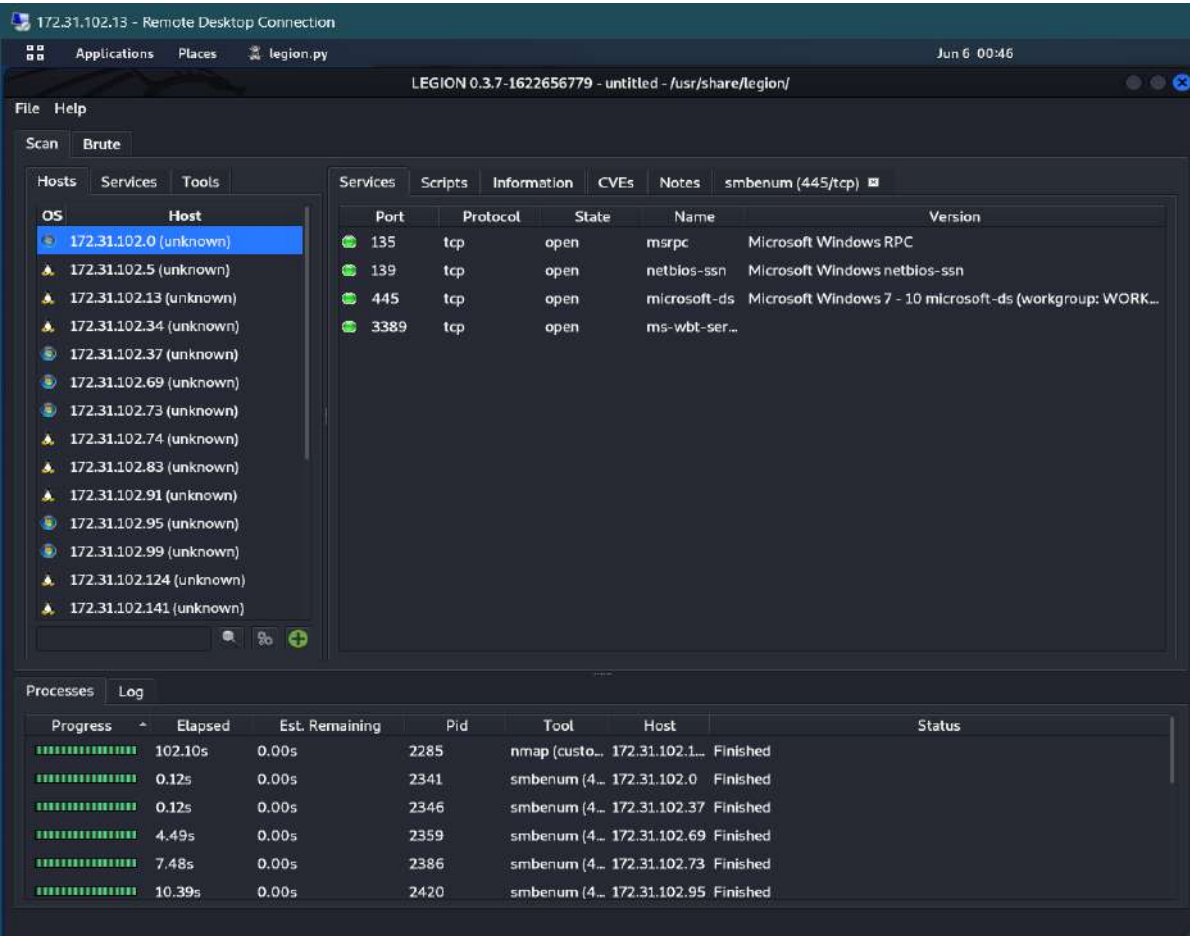 172.31.102.13 - Remote Desktop Connection
Applications Places legion.py Jun 6 00:46
LEGION 0.3.7-1622656779 - untitled - /usr/share/legion/
File Help
Scan Brute
Hosts Services Tools
OS Host
172.31.102.0 (unknown)
172.31.102.5 (unknown)
172.31.102.13 (unknown)
172.31.102.34 (unknown)
172.31.102.37 (unknown)
172.31.102.69 (unknown)
172.31.102.73 (unknown)
172.31.102.74 (unknown)
172.31.102.83 (unknown)
172.31.102.91 (unknown)
172.31.102.95 (unknown)
172.31.102.99 (unknown)
172.31.102.124 (unknown)
172.31.102.141 (unknown)
Services Scripts Information CVEs Notes smbenum (445/tcp)
Port Protocol State Name Version
135 tcp open msrpc Microsoft Windows RPC
139 tcp open netbios-ssn Microsoft Windows netbios-ssn
445 tcp open microsoft-ds Microsoft Windows 7 - 10 microsoft-ds (workgroup: WORK...
3389 tcp open ms-wbt-ser...
Processes Log
Progress Elapsed Est. Remaining Pid Tool Host Status
102.10s 0.00s 2285 nmap (custo... 172.31.102.1... Finished
0.12s 0.00s 2341 smbenum (4... 172.31.102.0 Finished
0.12s 0.00s 2346 smbenum (4... 172.31.102.37 Finished
4.49s 0.00s 2359 smbenum (4... 172.31.102.69 Finished
7.48s 0.00s 2386 smbenum (4... 172.31.102.73 Finished
10.39s 0.00s 2420 smbenum (4... 172.31.102.95 Finished